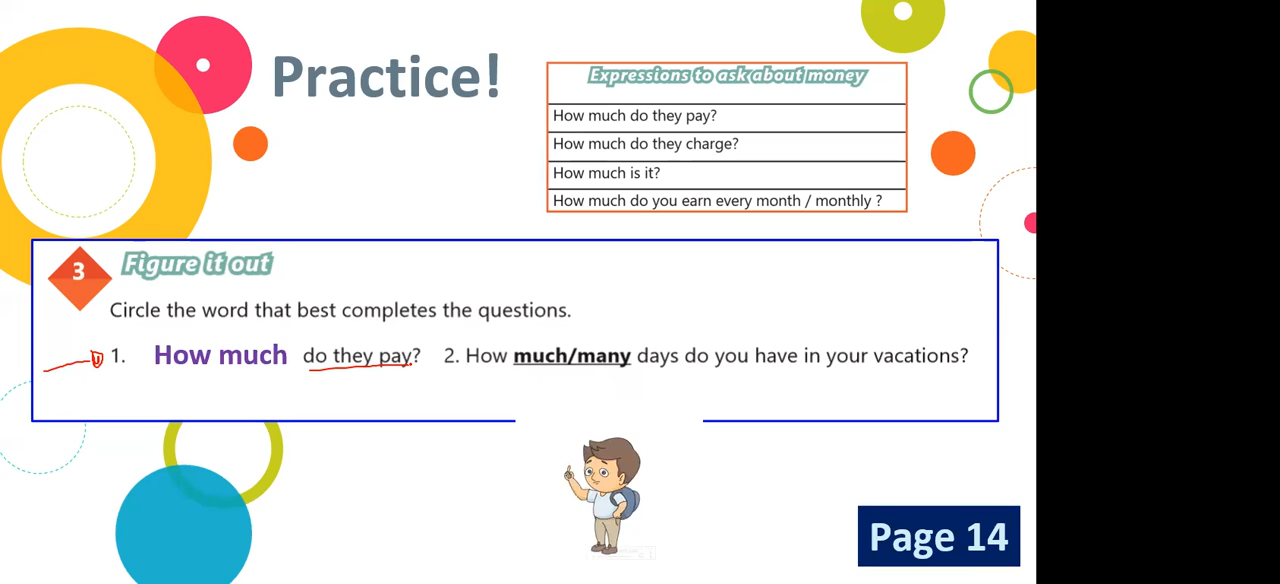 Practice!
Expressions to ask about money
How much do they pay?
How much do they charge?
How much is it?
How much do you earn every month / monthly ?
3 Figure it out
Circle the word that best completes the questions.
1. How much do they pay? 2. How much/many days do you have in your vacations?
Page 14